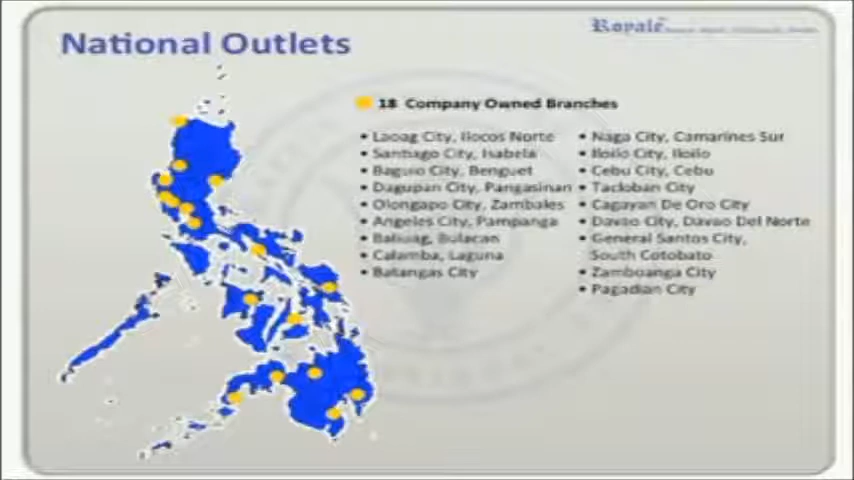 National Outlets
Royale
18 Company Owned Branches
• Laoag City, Ilocos Norte
• Santiago City, Isabela
• Baguio City, Benguet
• Dagupan City, Pangasinan
• Olongapo City, Zambales
• Angeles City, Pampanga
• Baliuag, Bulacan
• Calamba, Laguna
• Batangas City
• Naga City, Camarines Sur
• Iloilo City, Iloilo
• Cebu City, Cebu
• Tacloban City
• Cagayan De Oro City
• Davao City, Davao Del Norte
• General Santos City,
South Cotobato
• Zamboanga City
• Pagadian City